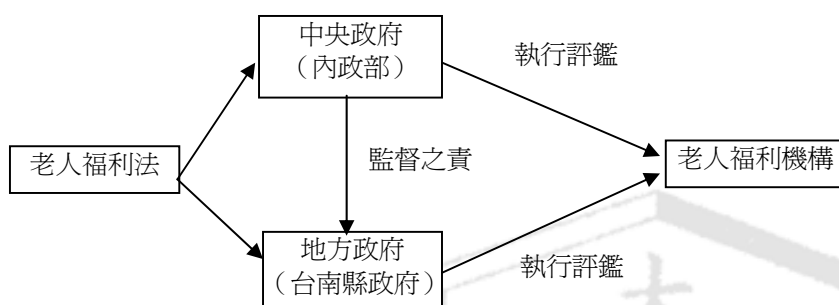 中央政府
（內政部）
執行評鑑
老人福利法
監督之責
老人福利機構
地方政府
（台南縣政府）
執行評鑑